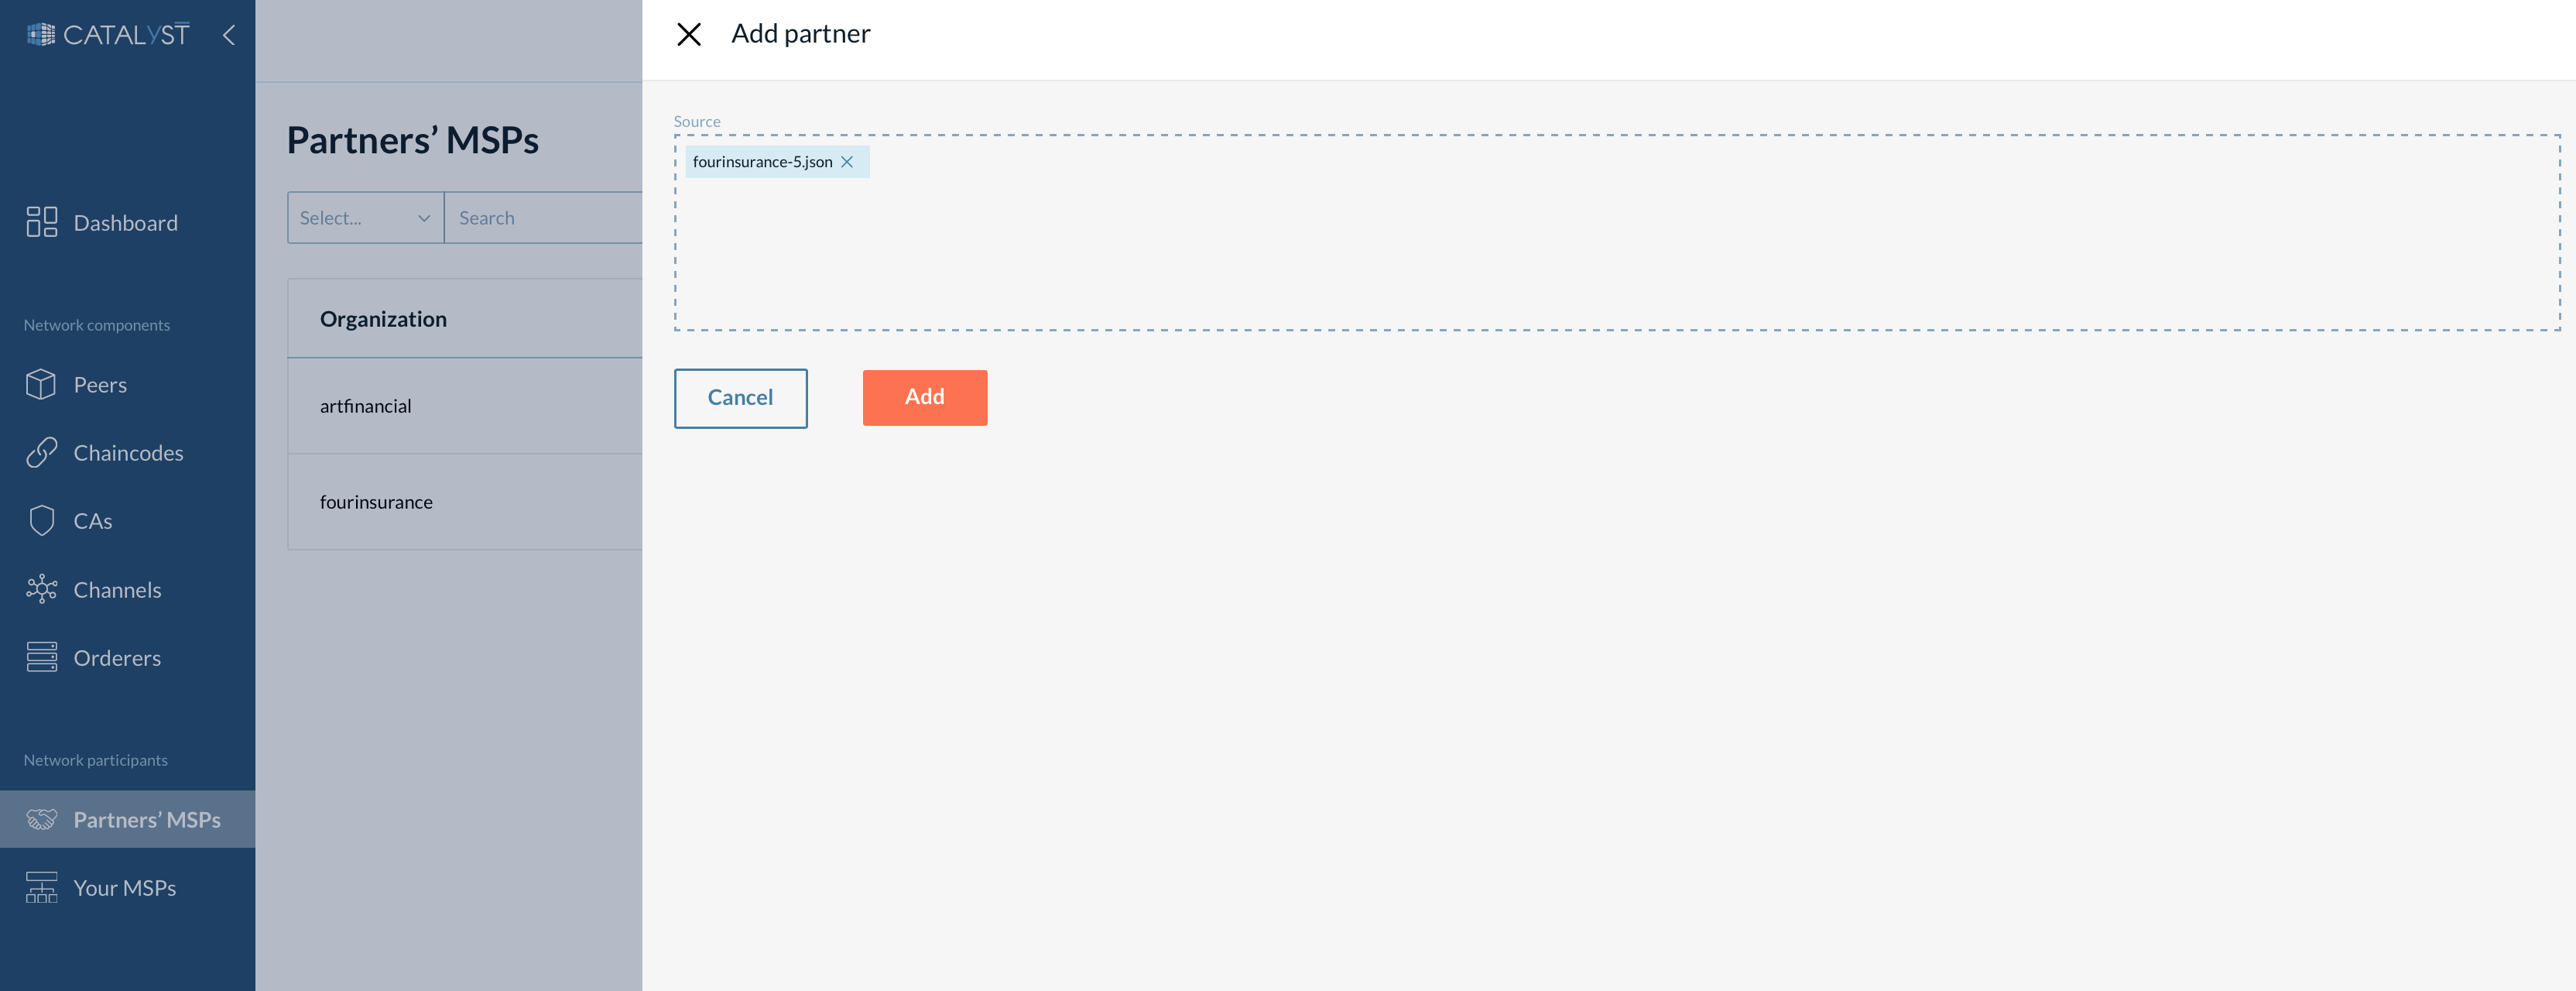 CATALYST
Dashboard
Network components
Peers
Chaincodes
CAs
Channels
Orderers
Network participants
Partners’ MSPs
Your MSPs
Partners’ MSPs
Select...
Search
Organization
artfinancial
fourinsurance
Add partner
Source
fourinsurance-5.json
Cancel
Add